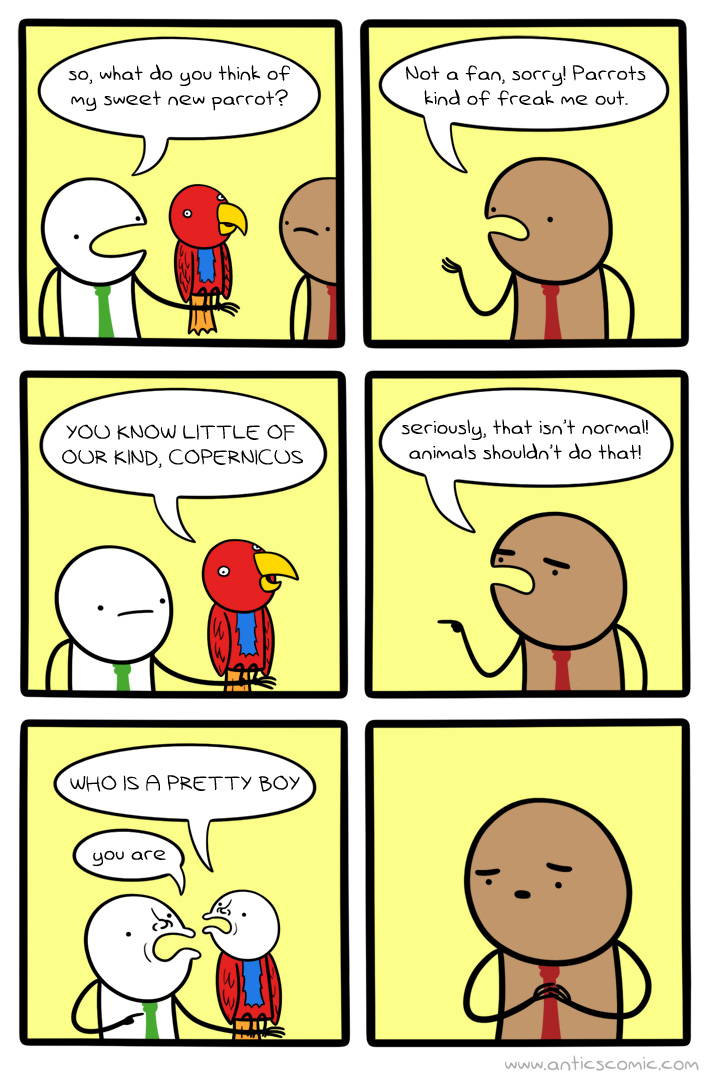 so, what do you think of
my sweet new parrot?
Not a fan, sorry! Parrots
kind of freak me out.
YOU KNOW LITTLE OF
OUR KIND, COPERNICUS
seriously, that isn't normal!
animals shouldn't do that!
WHO IS A PRETTY BOY
you are
www.anticscomic.com